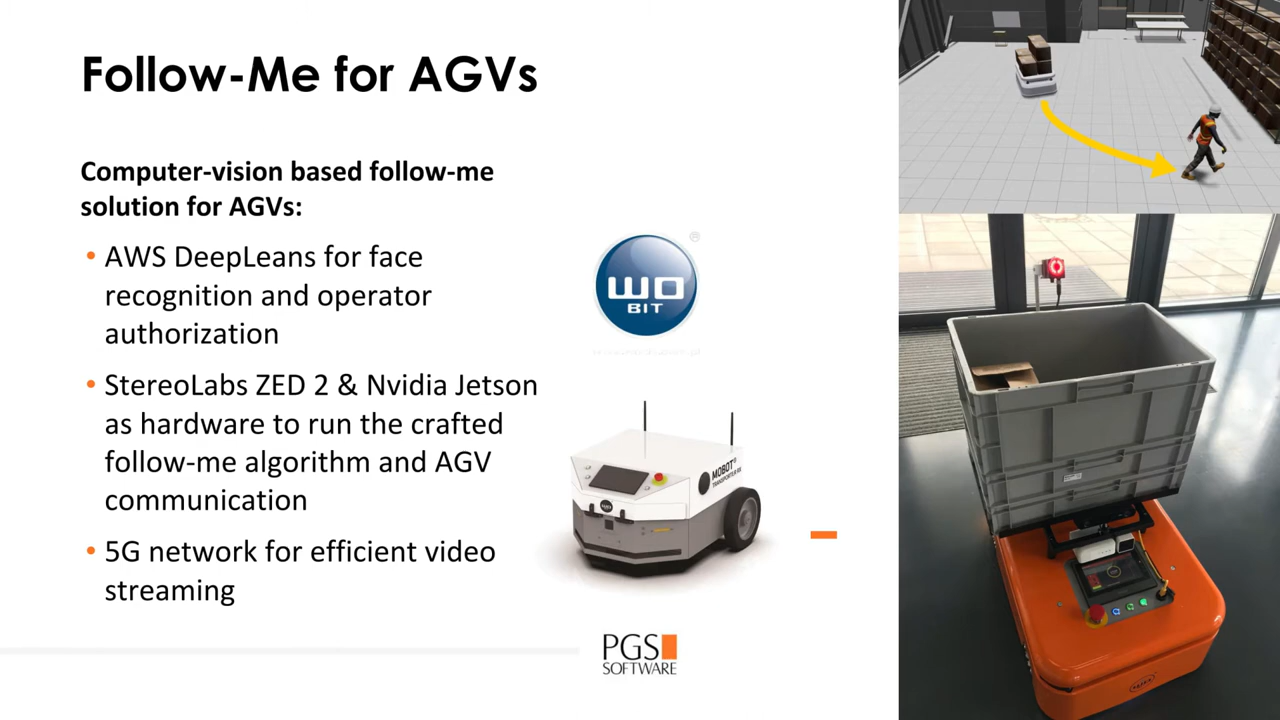 Follow-Me for AGVs
Computer-vision based follow-me
solution for AGVs:
• AWS DeepLeans for face
recognition and operator
authorization
• StereoLabs ZED 2 & Nvidia Jetson
as hardware to run the crafted
follow-me algorithm and AGV
communication
• 5G network for efficient video
streaming
®
WO
BIT
MOBOT®
TRANSPORTER
PGS
SOFTWARE